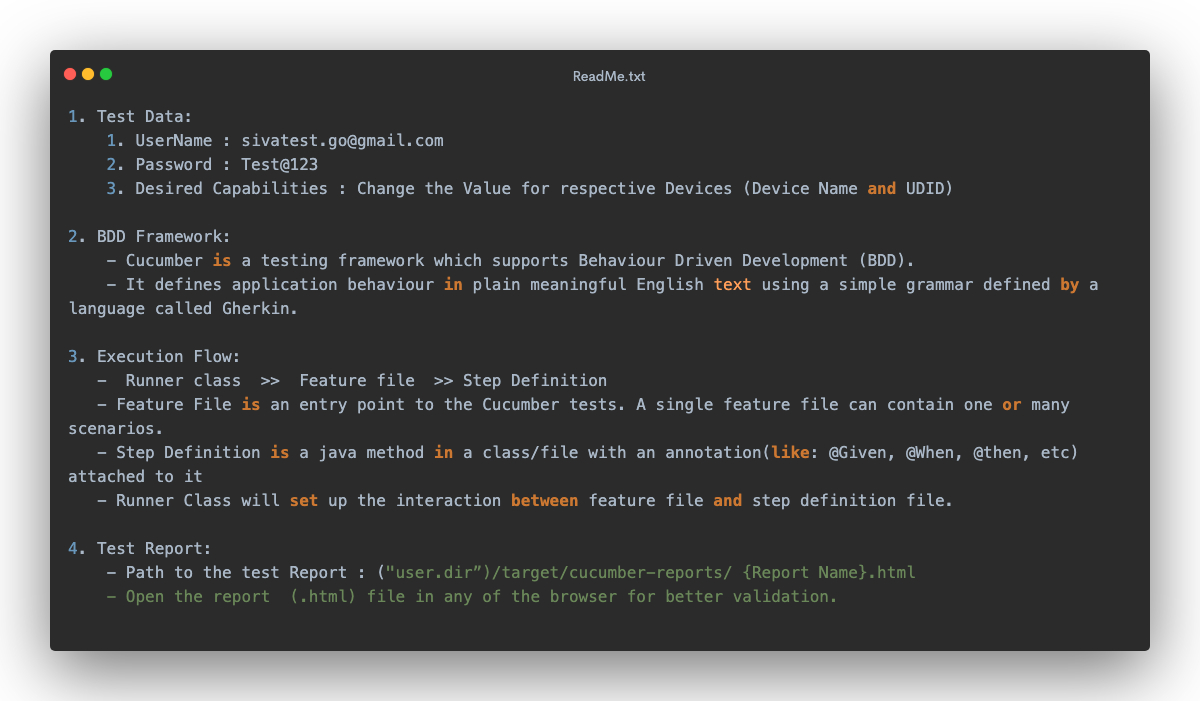 ReadMe.txt
1. Test Data:
1. UserName : sivatest.go@gmail.com
2. Password : Test@123
3. Desired Capabilities : Change the Value for respective Devices (Device Name and UDID)
2. BDD Framework:
– Cucumber is a testing framework which supports Behaviour Driven Development (BDD).
– It defines application behaviour in plain meaningful English text using a simple grammar defined by a
language called Gherkin.
3. Execution Flow:
–  Runner class  >>  Feature file  >> Step Definition
– Feature File is an entry point to the Cucumber tests. A single feature file can contain one or many
scenarios.
– Step Definition is a java method in a class/file with an annotation(like: @Given, @When, @then, etc)
attached to it
– Runner Class will set up the interaction between feature file and step definition file.
4. Test Report:
– Path to the test Report : ("user.dir”)/target/cucumber-reports/ {Report Name}.html
– Open the report  (.html) file in any of the browser for better validation.